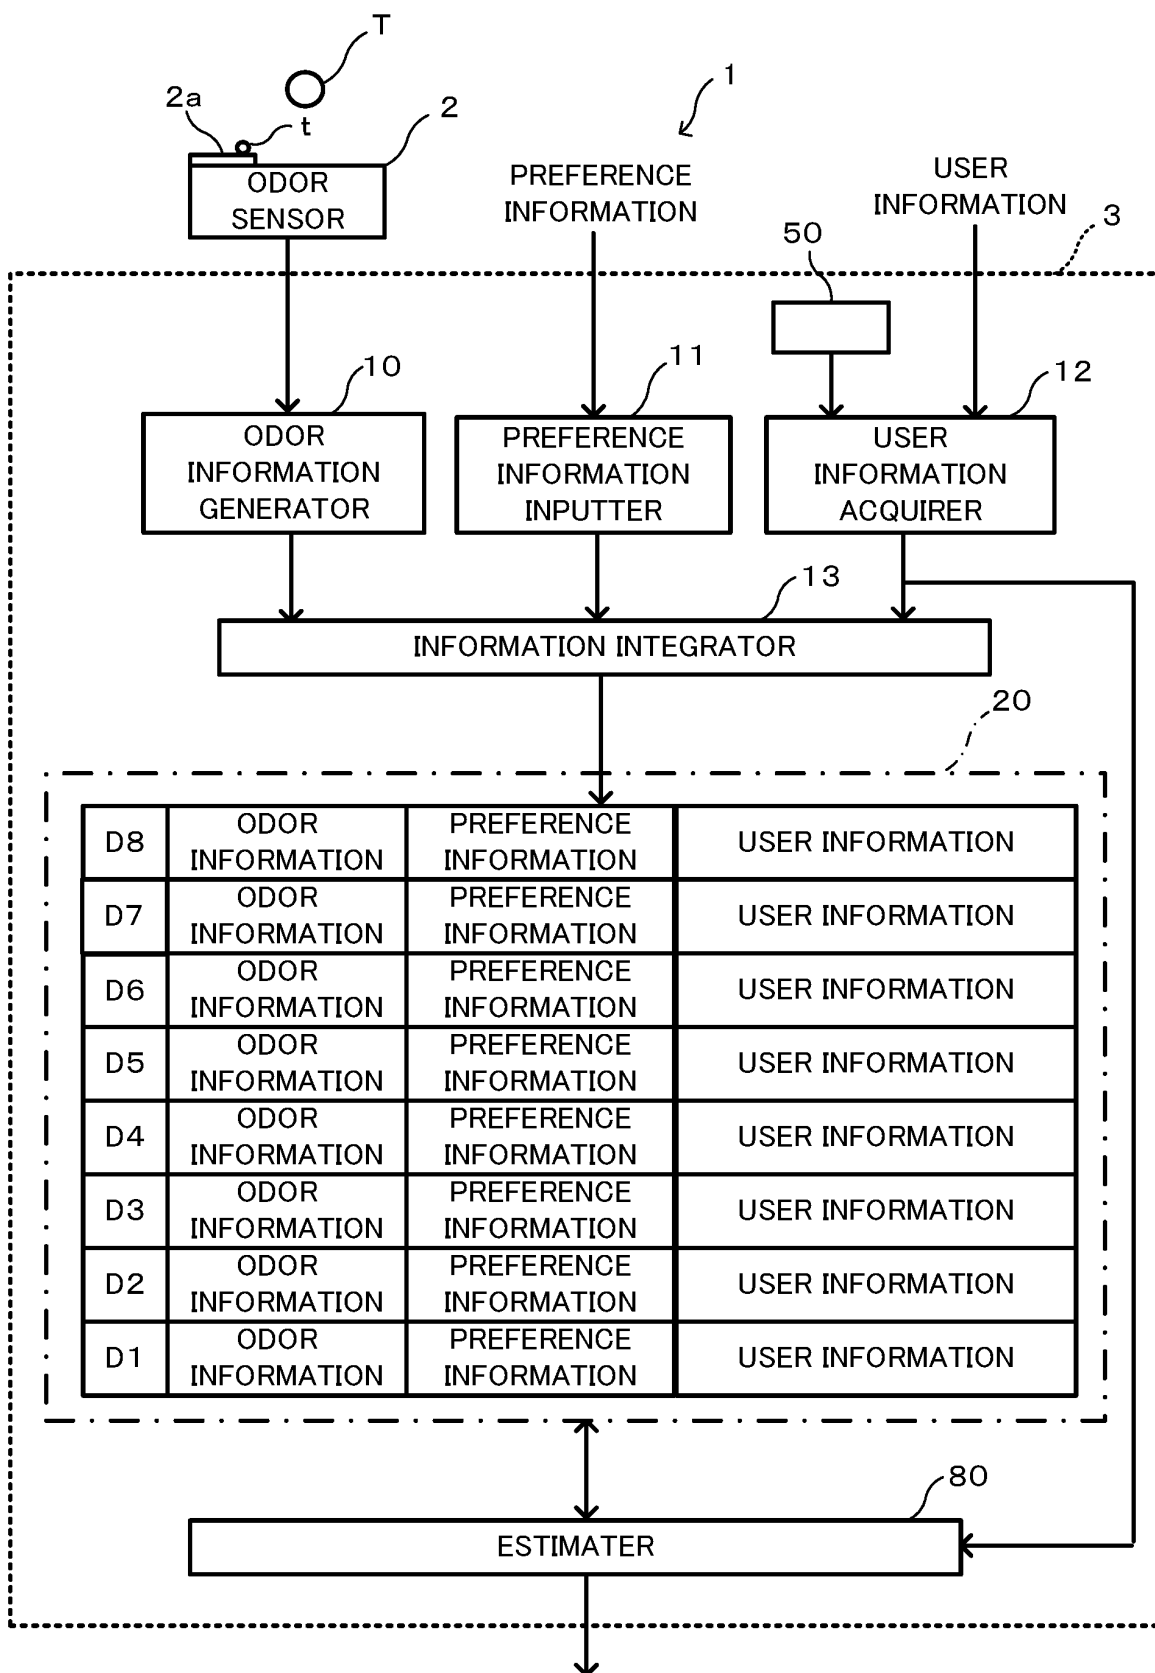 T
1
2a
t
2
ODOR
SENSOR
PREFERENCE
INFORMATION
USER
INFORMATION
3
50
10
11
12
ODOR
INFORMATION
GENERATOR
PREFERENCE
INFORMATION
INPUTTER
USER
INFORMATION
ACQUIRER
13
INFORMATION INTEGRATOR
20
D8
ODOR
INFORMATION
PREFERENCE
INFORMATION
USER INFORMATION
D7
ODOR
INFORMATION
PREFERENCE
INFORMATION
USER INFORMATION
D6
ODOR
INFORMATION
PREFERENCE
INFORMATION
USER INFORMATION
D5
ODOR
INFORMATION
PREFERENCE
INFORMATION
USER INFORMATION
D4
ODOR
INFORMATION
PREFERENCE
INFORMATION
USER INFORMATION
D3
ODOR
INFORMATION
PREFERENCE
INFORMATION
USER INFORMATION
D2
ODOR
INFORMATION
PREFERENCE
INFORMATION
USER INFORMATION
D1
ODOR
INFORMATION
PREFERENCE
INFORMATION
USER INFORMATION
80
ESTIMATER